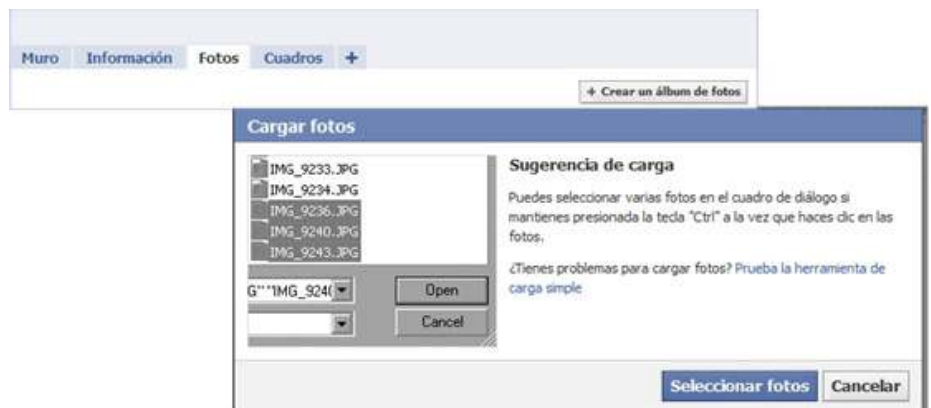 Muro Información Fotos Cuadros +
+ Crear un álbum de fotos
Cargar fotos
IMG_9233.JPG
IMG_9234.JPG
IMG_9236.JPG
IMG_9240.JPG
IMG_9243.JPG
G""IMG_924(
Open
Cancel
Sugerencia de carga
Puedes seleccionar varias fotos en el cuadro de diálogo si
mantienes presionada la tecla "Ctrl" a la vez que haces clic en las
fotos.
¿Tienes problemas para cargar fotos? Prueba la herramienta de
carga simple
Seleccionar fotos Cancelar